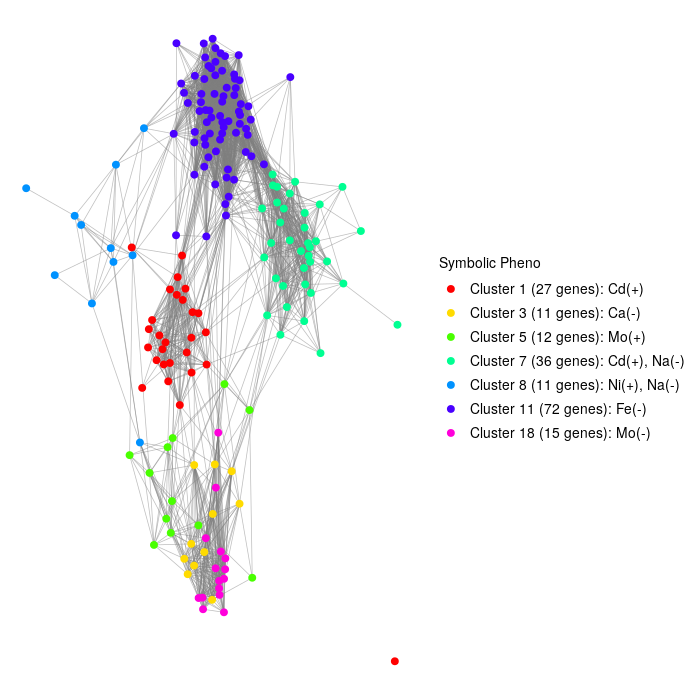 Symbolic Pheno
Cluster 1 (27 genes): Cd(+)
Cluster 3 (11 genes): Ca(-)
Cluster 5 (12 genes): Mo(+)
Cluster 7 (36 genes): Cd(+), Na(-)
Cluster 8 (11 genes): Ni(+), Na(-)
Cluster 11 (72 genes): Fe(-)
Cluster 18 (15 genes): Mo(-)